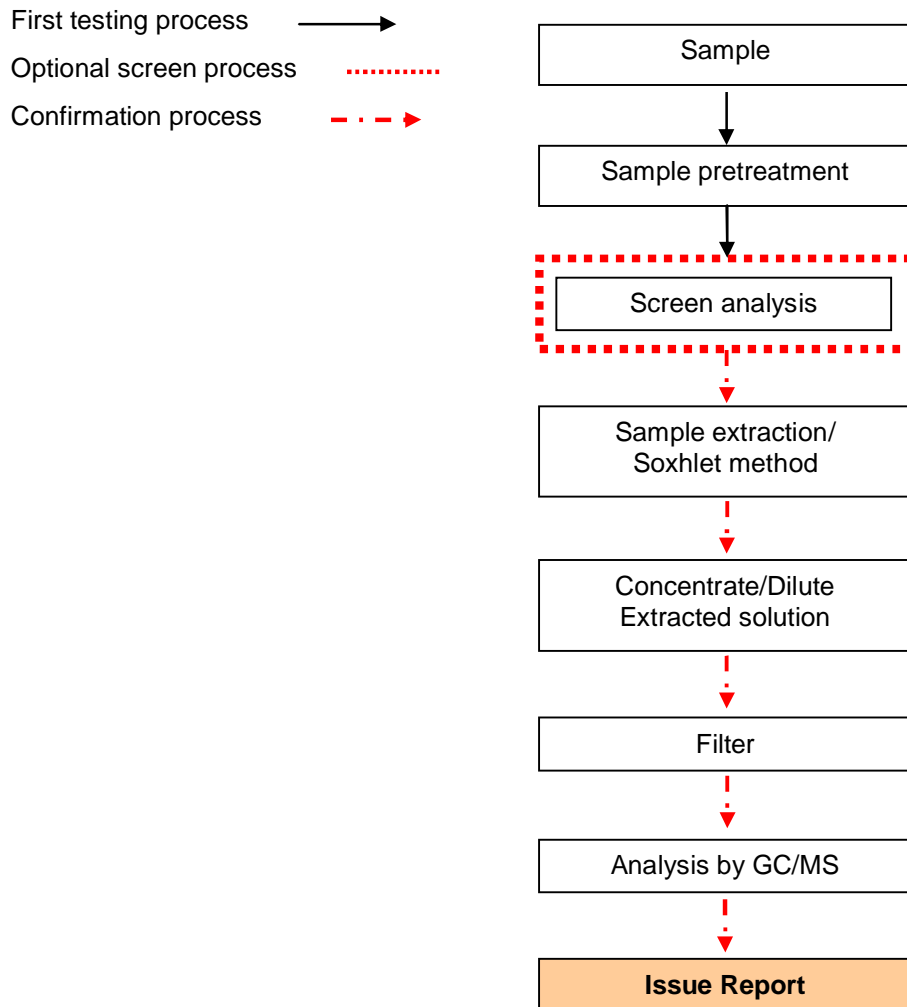 First testing process
Optional screen process
Confirmation process
Sample
Sample pretreatment
Screen analysis
Sample extraction/
Soxhlet method
Concentrate/Dilute
Extracted solution
Filter
Analysis by GC/MS
Issue Report